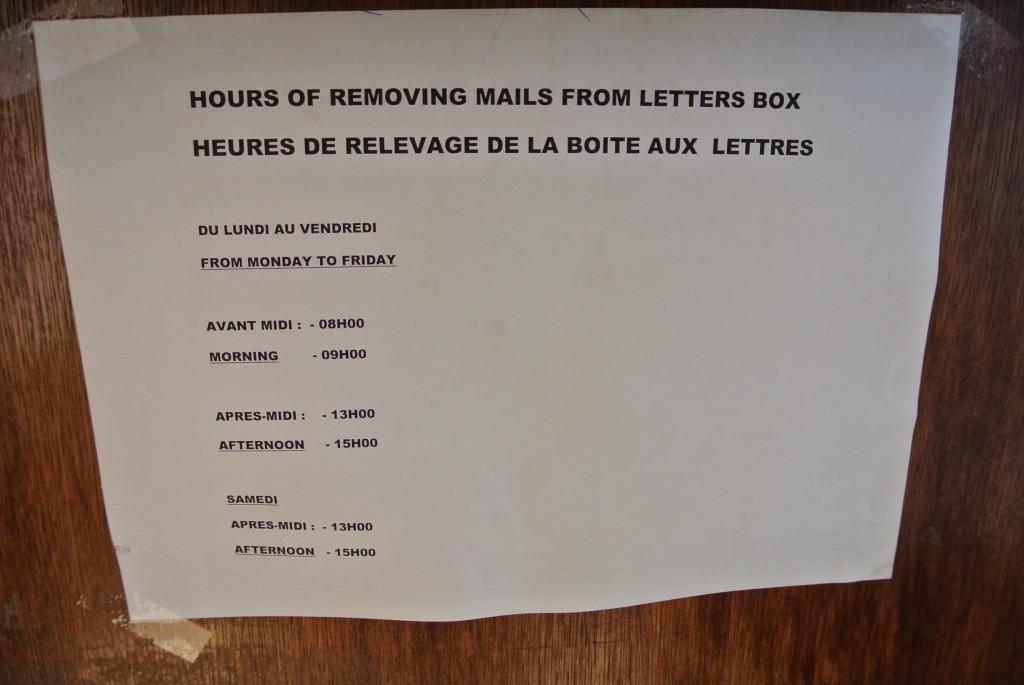 HOURS OF REMOVING MAILS FROM LETTERS BOX
HEURES DE RELEVAGE DE LA BOITE AUX LETTRES
DU LUNDI AU VENDREDI
FROM MONDAY TO FRIDAY
AVANT MIDI : - 08H00
MORNING - 09H00
APRES-MIDI : - 13H00
AFTERNOON - 15H00
SAMEDI
APRES-MIDI : - 13H00
AFTERNOON - 15H00